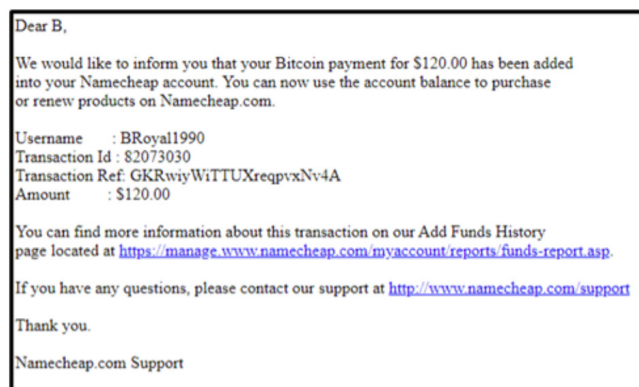 Dear B,
We would like to inform you that your Bitcoin payment for $120.00 has been added
into your Namecheap account. You can now use the account balance to purchase
or renew products on Namecheap.com.
Username : BRoyal1990
Transaction Id : 82073030
Transaction Ref: GKRwiyWiTTUXreqpvxNv4A
Amount : $120.00
You can find more information about this transaction on our Add Funds History
page located at https://manage.www.namecheap.com/myaccount/reports/funds-report.asp.
If you have any questions, please contact our support at http://www.namecheap.com/support
Thank you.
Namecheap.com Support